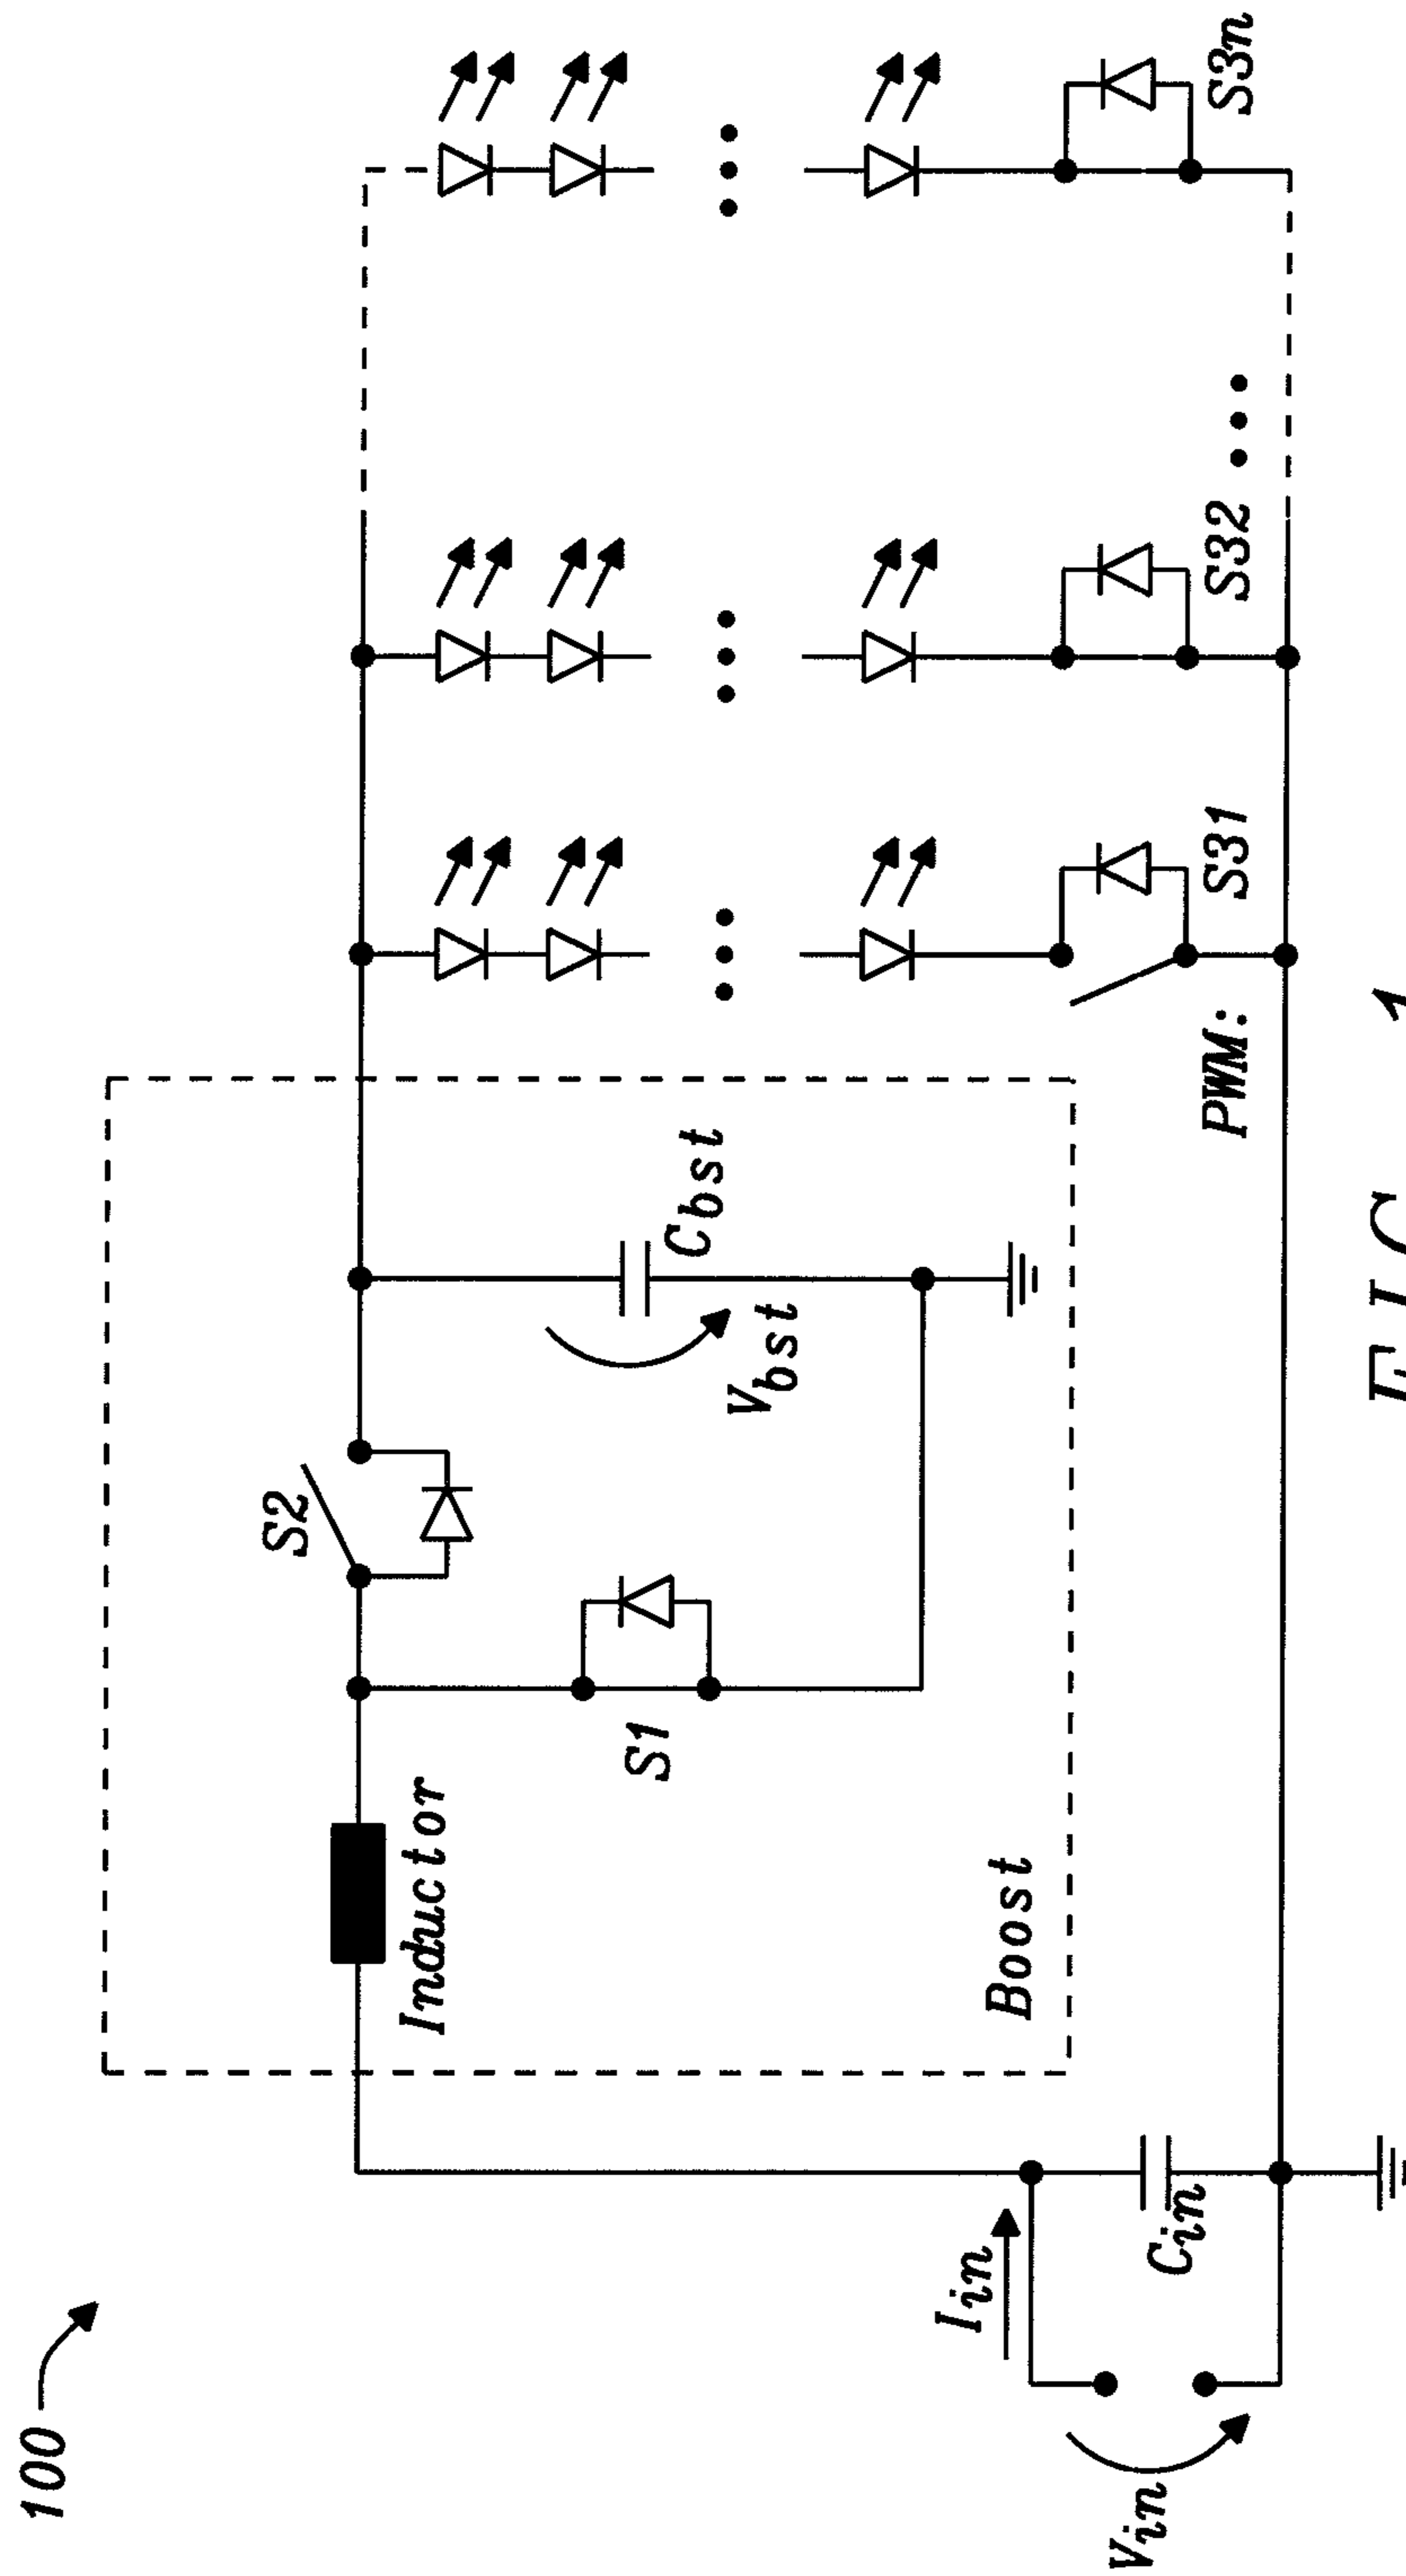 100
S2
Inductor
S1
Vbst
Cbst
Boost
Iin
Vin
Cin
PWM:
S31
S32
S3n